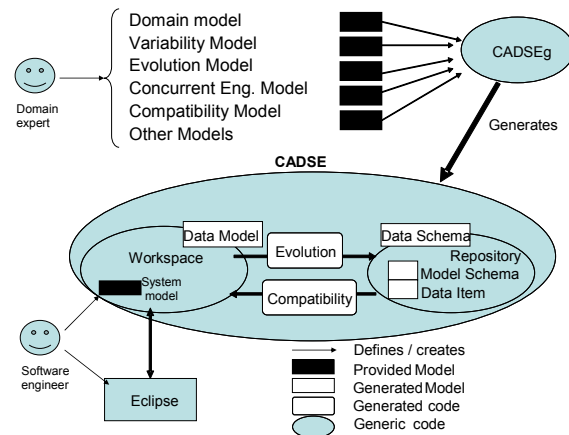 Domain model
Variability Model
Evolution Model
Concurrent Eng. Model
Compatibility Model
Other Models
Domain
expert
CADSEg
Generates
CADSE
Data Model
Data Schema
Workspace
Evolution
Repository
System
model
Model Schema
Compatibility
Data Item
Software
engineer
Eclipse
Defines / creates
Provided Model
Generated Model
Generated code
Generic code